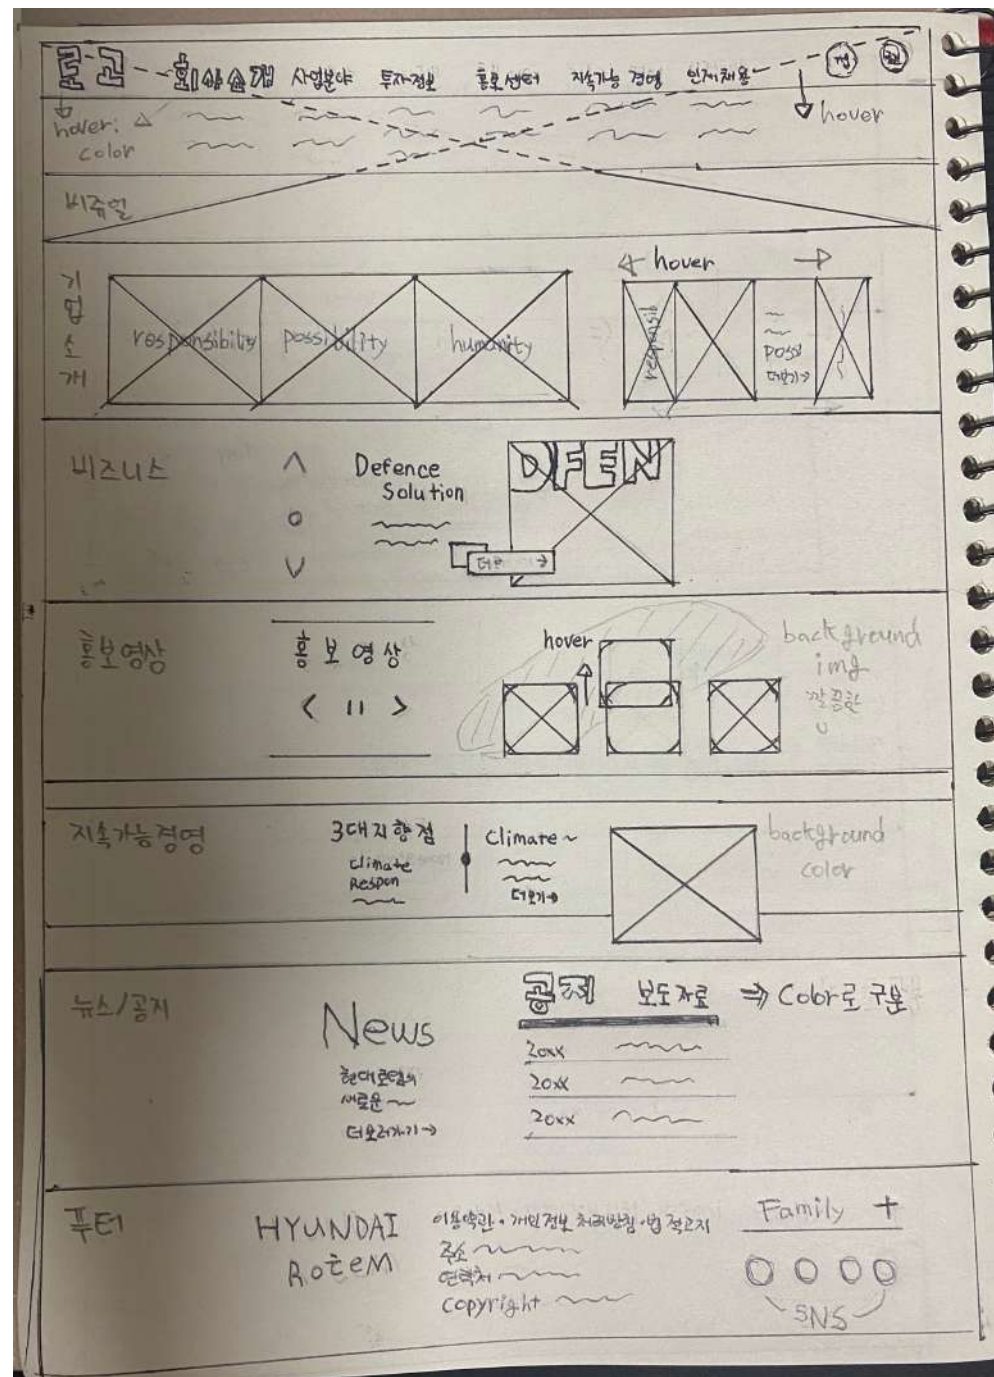 로고 회사소개 사업분야 투자정보 홍보센터 지속가능 경영 인재채용
hover:
color
hover
비쥬얼
기
업
소
개
responsibility possibility humanity
hover
responsib
possi
더보기→
비즈니스
Defence
Solution
DFEN
홍보영상
홍보영상
hover
background
img
깔끔한
지속가능경영
3대지향점
Climate
Respon
Climate ~
더보기→
background
color
뉴스/공지
News
현대로템의
새로운
더보러가기→
공지 보도자료 ⇒ Color로 구분
20xx
20xx
20xx
푸터
HYUNDAI
RoteM
이용약관 · 개인정보 처리방침 · 법적고지
주소
연락처
copyright
Family +
SNS